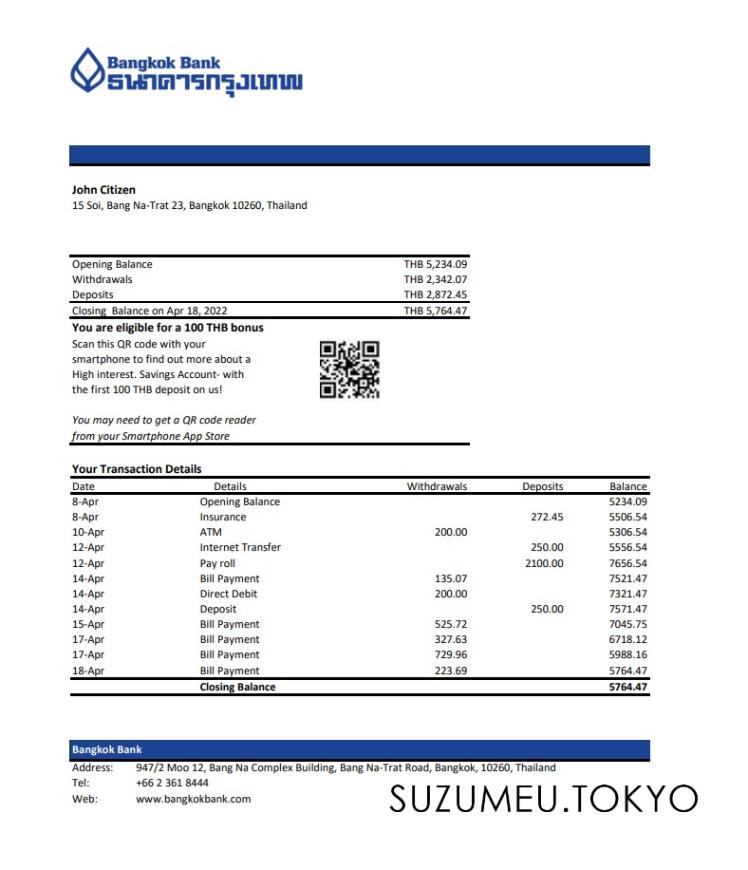 Bangkok Bank
ธนาคารกรุงเทพ
John Citizen
15 Soi, Bang Na-Trat 23, Bangkok 10260, Thailand
Opening Balance THB 5,234.09
Withdrawals THB 2,342.07
Deposits THB 2,872.45
Closing Balance on Apr 18, 2022 THB 5,764.47
You are eligible for a 100 THB bonus
Scan this QR code with your
smartphone to find out more about a
High interest. Savings Account- with
the first 100 THB deposit on us!
You may need to get a QR code reader
from your Smartphone App Store
Your Transaction Details
Date Details Withdrawals Deposits Balance
8-Apr Opening Balance 5234.09
8-Apr Insurance 272.45 5506.54
10-Apr ATM 200.00 5306.54
12-Apr Internet Transfer 250.00 5556.54
12-Apr Pay roll 2100.00 7656.54
14-Apr Bill Payment 135.07 7521.47
14-Apr Direct Debit 200.00 7321.47
14-Apr Deposit 250.00 7571.47
15-Apr Bill Payment 525.72 7045.75
17-Apr Bill Payment 327.63 6718.12
17-Apr Bill Payment 729.96 5988.16
18-Apr Bill Payment 223.69 5764.47
Closing Balance 5764.47
Bangkok Bank
Address: 947/2 Moo 12, Bang Na Complex Building, Bang Na-Trat Road, Bangkok, 10260, Thailand
Tel: +66 2 361 8444
Web: www.bangkokbank.com
SUZUMEU.TOKYO